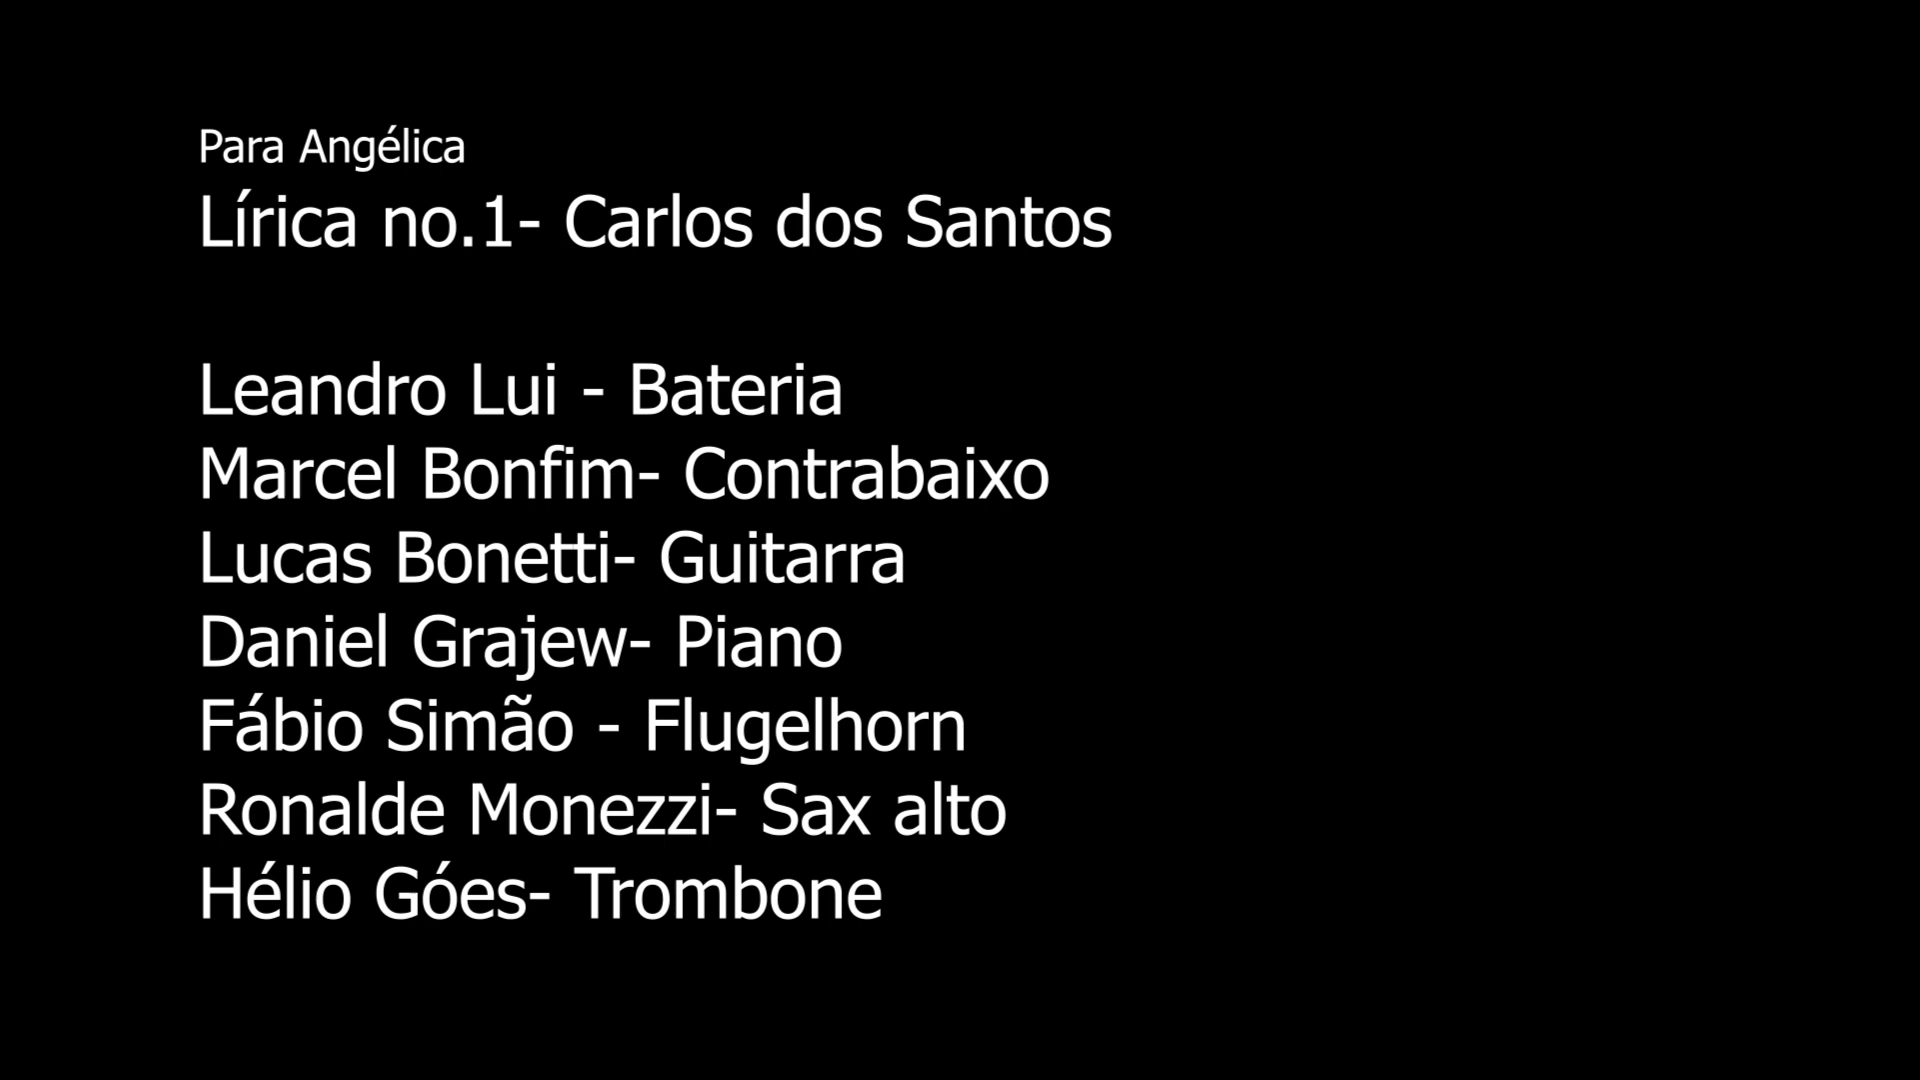 Para Angélica
Lírica no.1- Carlos dos Santos
Leandro Lui - Bateria
Marcel Bonfim- Contrabaixo
Lucas Bonetti- Guitarra
Daniel Grajew- Piano
Fábio Simão - Flugelhorn
Ronalde Monezzi- Sax alto
Hélio Góes- Trombone